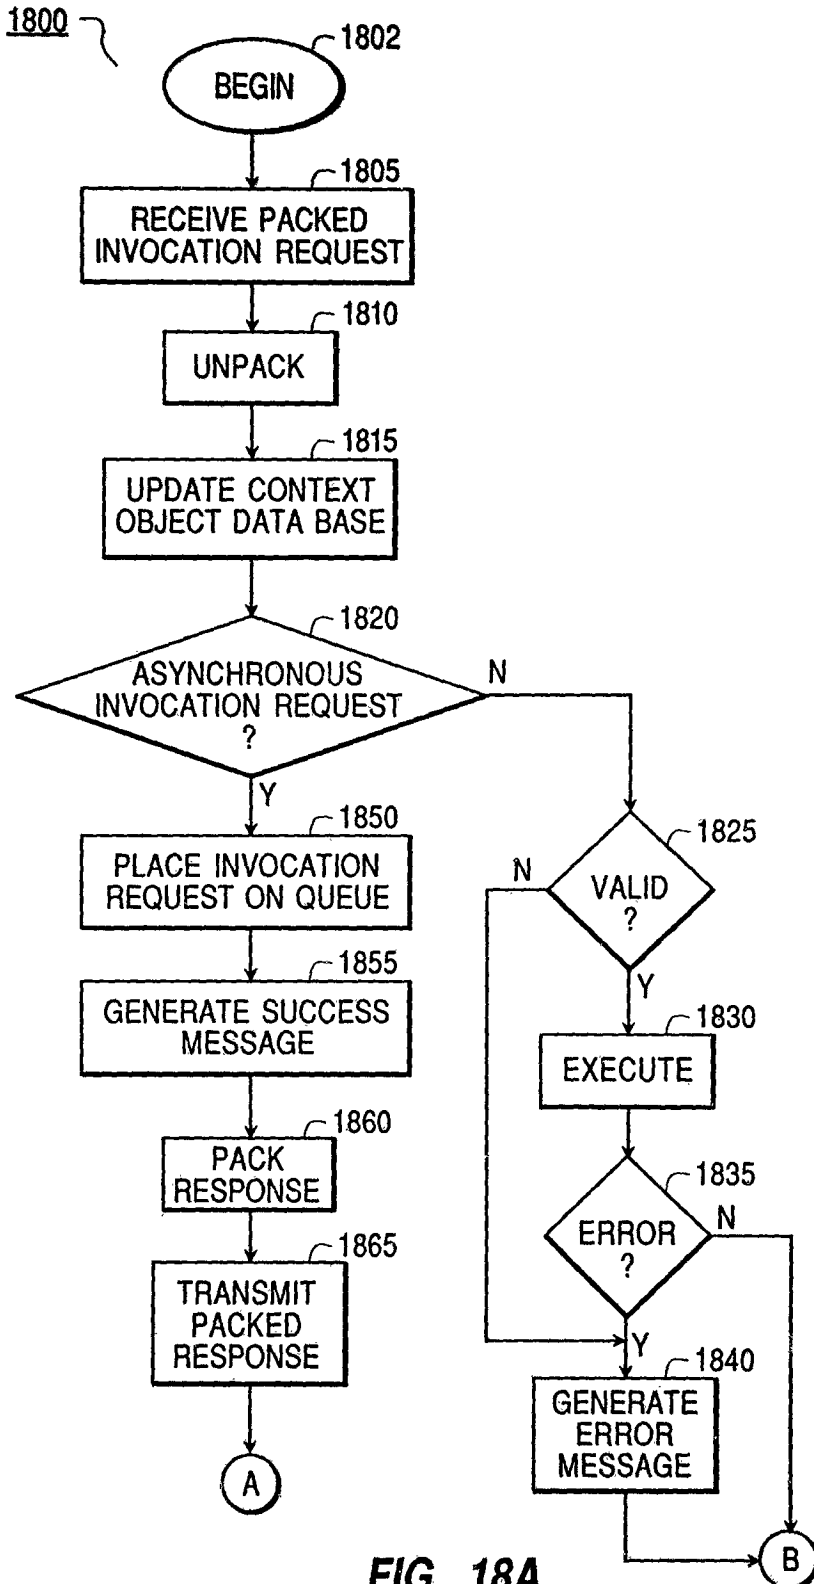 1800
1802
BEGIN
1805
RECEIVE PACKED
INVOCATION REQUEST
1810
UNPACK
1815
UPDATE CONTEXT
OBJECT DATA BASE
1820
ASYNCHRONOUS
INVOCATION REQUEST
?
N
Y
1850
PLACE INVOCATION
REQUEST ON QUEUE
1855
GENERATE SUCCESS
MESSAGE
1860
PACK
RESPONSE
1865
TRANSMIT
PACKED
RESPONSE
A
1825
VALID
?
N
Y
1830
EXECUTE
1835
ERROR
?
N
Y
1840
GENERATE
ERROR
MESSAGE
B
FIG. 18A